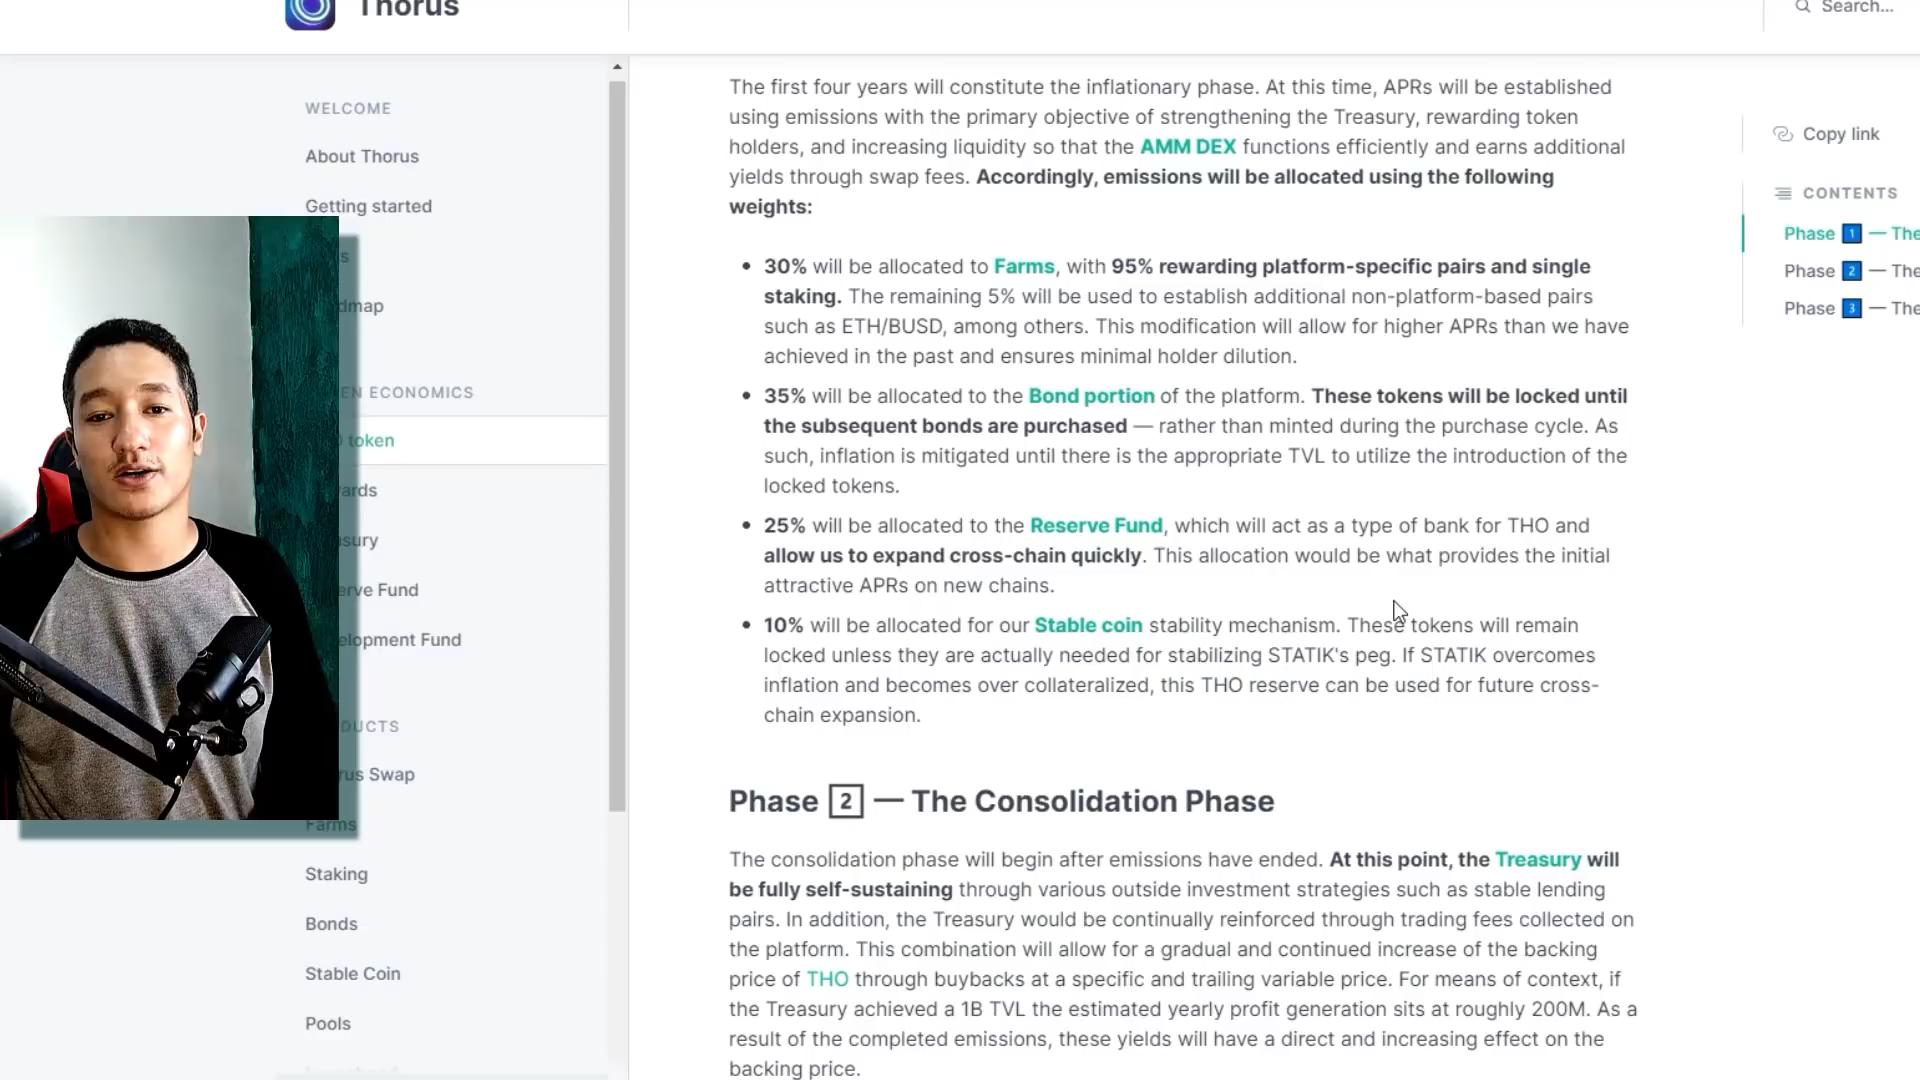 Thorus
Search...
WELCOME
About Thorus
Getting started
EN ECONOMICS
token
Thorus Swap
Farms
Staking
Bonds
Stable Coin
Pools
The first four years will constitute the inflationary phase. At this time, APRs will be established
using emissions with the primary objective of strengthening the Treasury, rewarding token
holders, and increasing liquidity so that the AMM DEX functions efficiently and earns additional
yields through swap fees. Accordingly, emissions will be allocated using the following
weights:
• 30% will be allocated to Farms, with 95% rewarding platform-specific pairs and single
staking. The remaining 5% will be used to establish additional non-platform-based pairs
such as ETH/BUSD, among others. This modification will allow for higher APRs than we have
achieved in the past and ensures minimal holder dilution.
• 35% will be allocated to the Bond portion of the platform. These tokens will be locked until
the subsequent bonds are purchased — rather than minted during the purchase cycle. As
such, inflation is mitigated until there is the appropriate TVL to utilize the introduction of the
locked tokens.
• 25% will be allocated to the Reserve Fund, which will act as a type of bank for THO and
allow us to expand cross-chain quickly. This allocation would be what provides the initial
attractive APRs on new chains.
• 10% will be allocated for our Stable coin stability mechanism. These tokens will remain
locked unless they are actually needed for stabilizing STATIK's peg. If STATIK overcomes
inflation and becomes over collateralized, this THO reserve can be used for future cross-
chain expansion.
Phase 2 — The Consolidation Phase
The consolidation phase will begin after emissions have ended. At this point, the Treasury will
be fully self-sustaining through various outside investment strategies such as stable lending
pairs. In addition, the Treasury would be continually reinforced through trading fees collected on
the platform. This combination will allow for a gradual and continued increase of the backing
price of THO through buybacks at a specific and trailing variable price. For means of context, if
the Treasury achieved a 1B TVL the estimated yearly profit generation sits at roughly 200M. As a
result of the completed emissions, these yields will have a direct and increasing effect on the
backing price.
Copy link
CONTENTS
Phase 1 — The
Phase 2 — The
Phase 3 — The